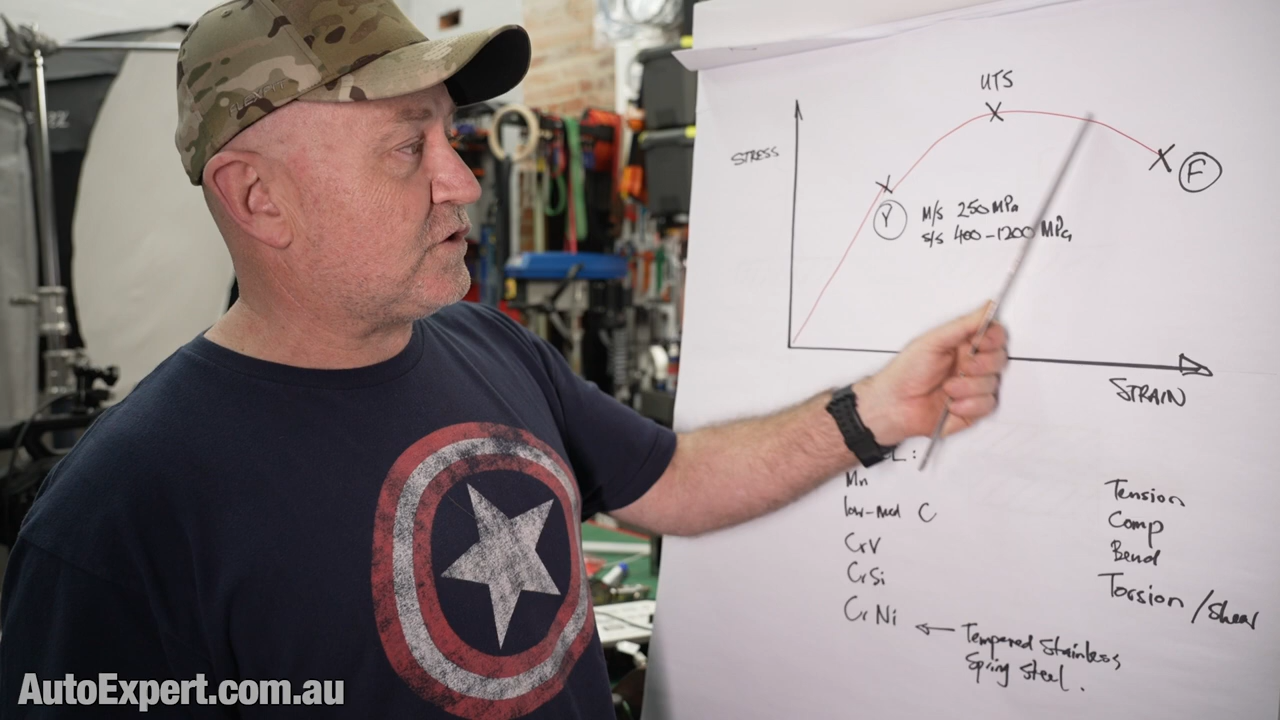 FLEXFIT
UTS
STRESS
F
Y
M/S 250 MPa
S/S 400-1200 MPa
STRAIN
L:
Mn
low-med C
CrV
CrSi
CrNi
Tension
Comp
Bend
Torsion / Shear
Tempered Stainless
Spring Steel.
AutoExpert.com.au